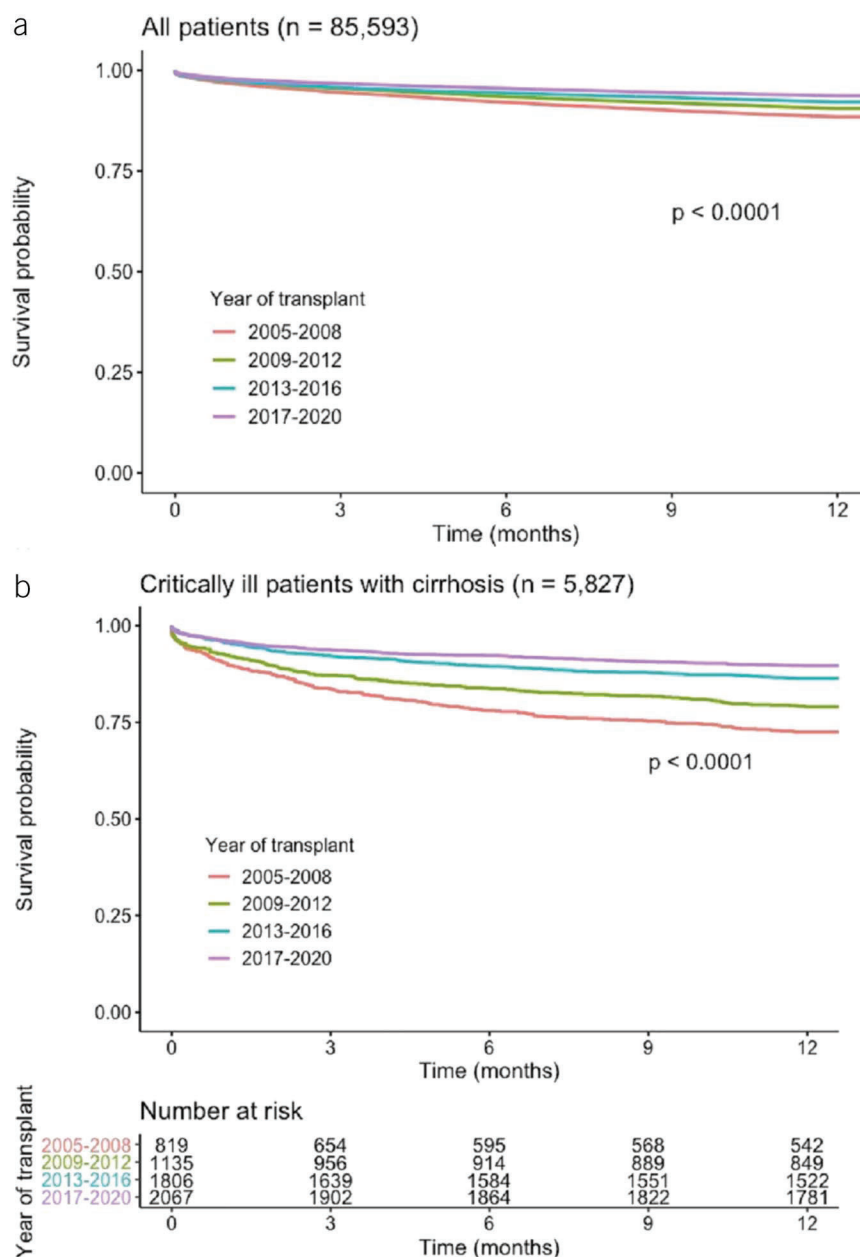 a
All patients (n = 85,593)
1.00
0.75
0.50
0.25
0.00
Survival probability
p < 0.0001
Year of transplant
2005-2008
2009-2012
2013-2016
2017-2020
0 3 6 9 12
Time (months)
b
Critically ill patients with cirrhosis (n = 5,827)
1.00
0.75
0.50
0.25
0.00
Survival probability
p < 0.0001
Year of transplant
2005-2008
2009-2012
2013-2016
2017-2020
0 3 6 9 12
Time (months)
Number at risk
Year of transplant
2005-2008 819 654 595 568 542
2009-2012 1135 956 914 889 849
2013-2016 1806 1639 1584 1551 1522
2017-2020 2067 1902 1864 1822 1781
0 3 6 9 12
Time (months)